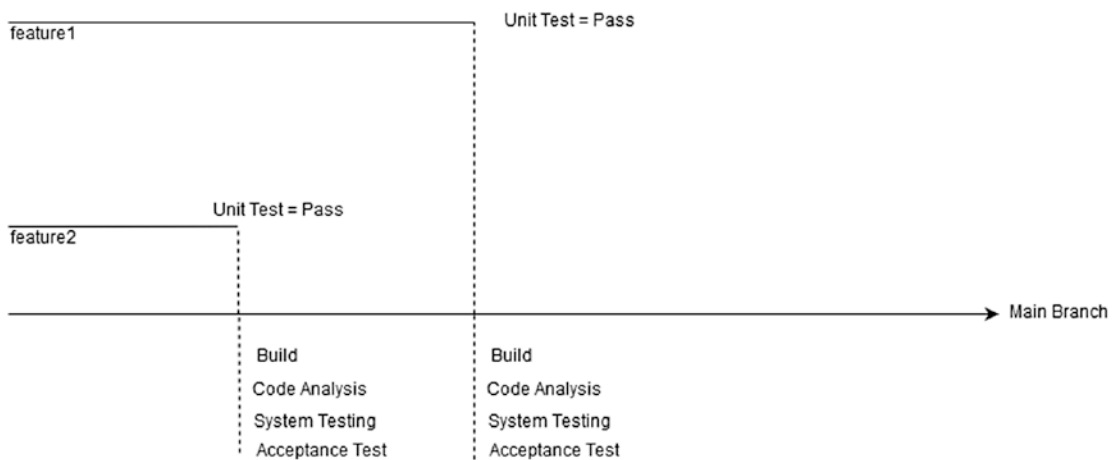 feature1
Unit Test = Pass
Unit Test = Pass
feature2
Main Branch
Build
Code Analysis
System Testing
Acceptance Test
Build
Code Analysis
System Testing
Acceptance Test